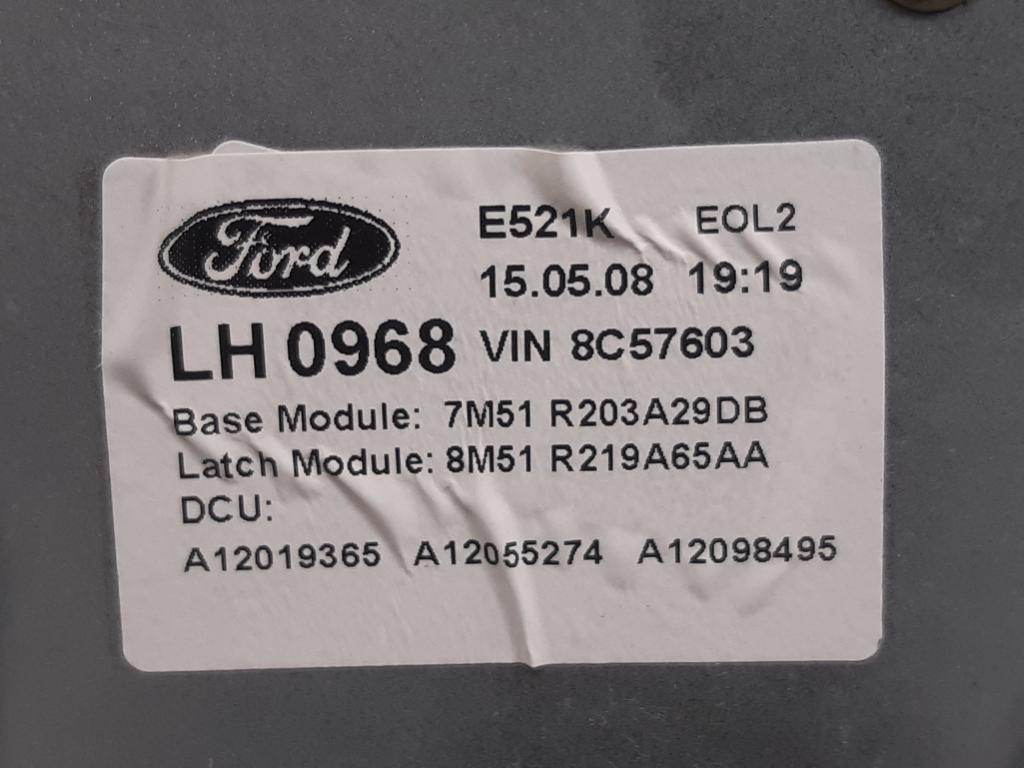 Ford
E521K EOL2
15.05.08 19:19
LH 0968 VIN 8C57603
Base Module: 7M51 R203A29DB
Latch Module: 8M51 R219A65AA
DCU:
A12019365 A12055274 A12098495